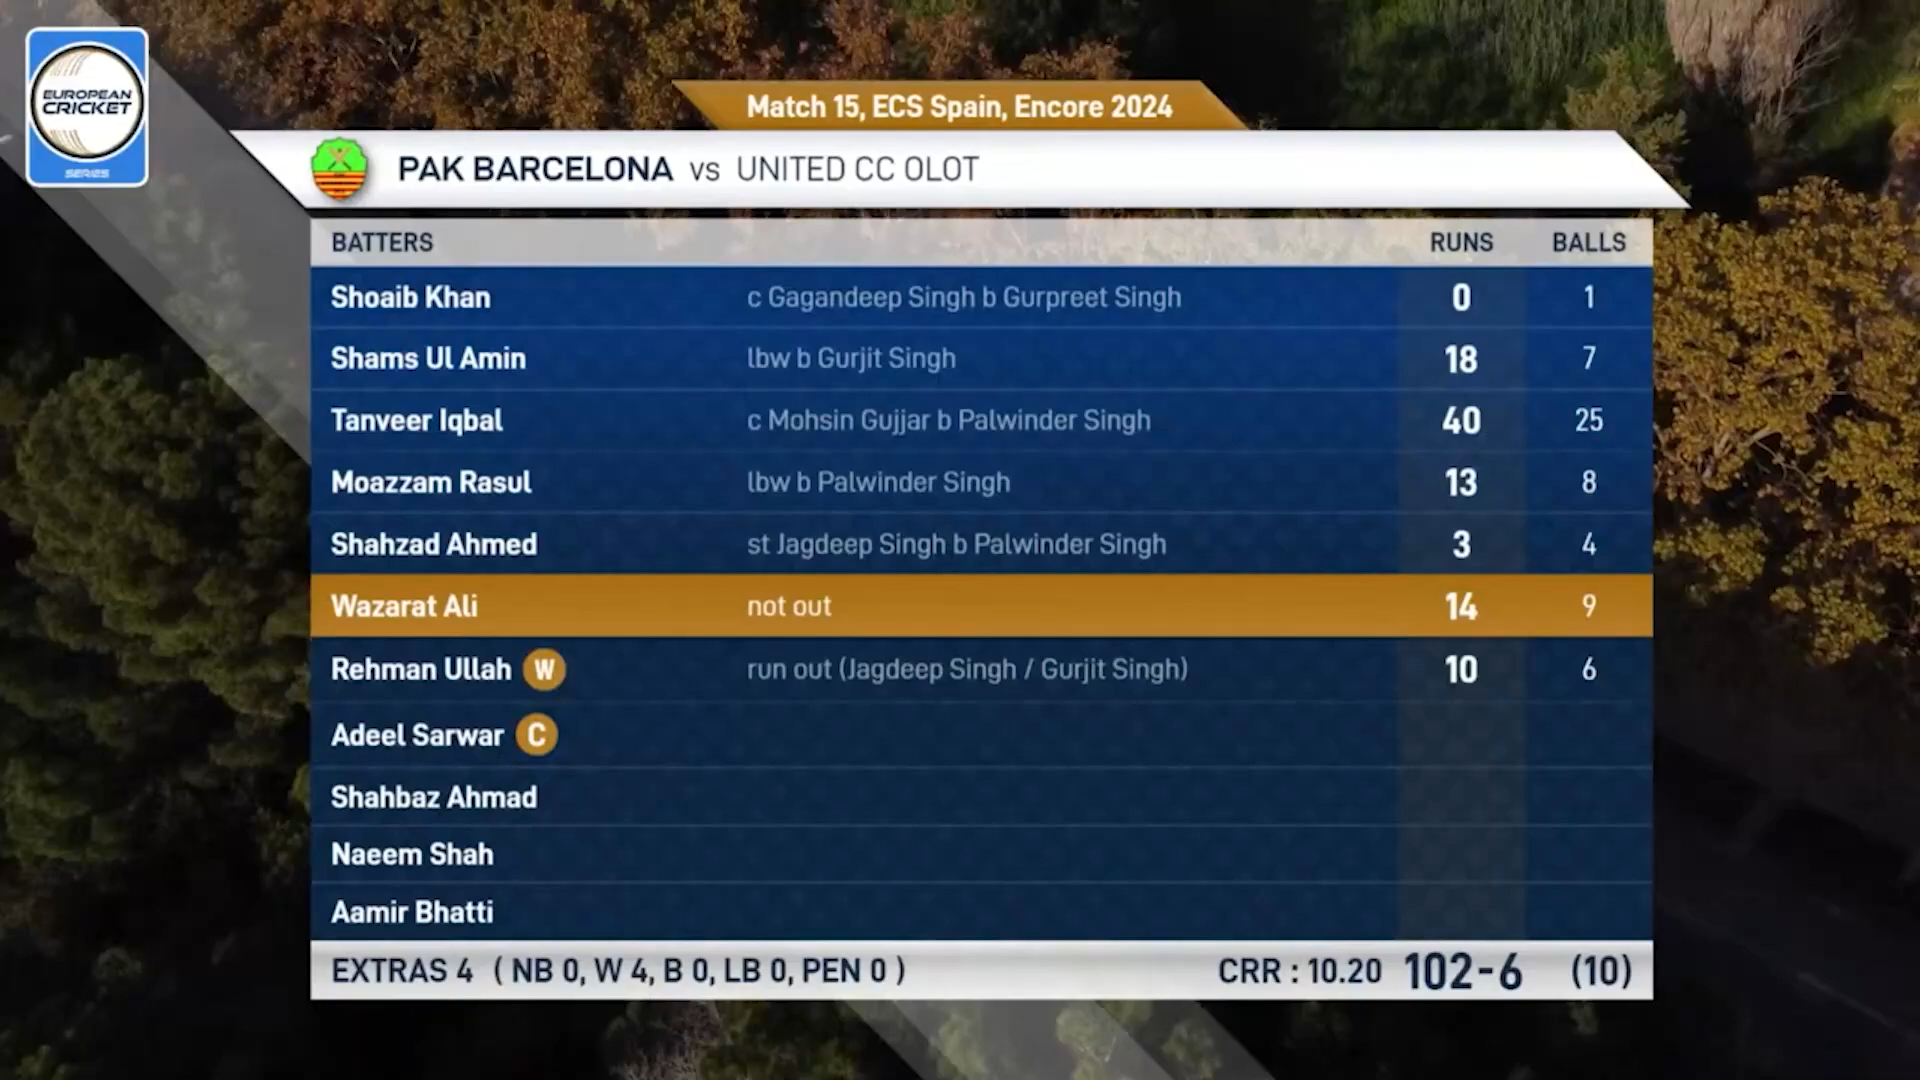 EUROPEAN
CRICKET
SERIES
Match 15, ECS Spain, Encore 2024
PAK BARCELONA vs UNITED CC OLOT
BATTERS RUNS BALLS
Shoaib Khan c Gagandeep Singh b Gurpreet Singh 0 1
Shams Ul Amin lbw b Gurjit Singh 18 7
Tanveer Iqbal c Mohsin Gujjar b Palwinder Singh 40 25
Moazzam Rasul lbw b Palwinder Singh 13 8
Shahzad Ahmed st Jagdeep Singh b Palwinder Singh 3 4
Wazarat Ali not out 14 9
Rehman Ullah W run out (Jagdeep Singh / Gurjit Singh) 10 6
Adeel Sarwar C
Shahbaz Ahmad
Naeem Shah
Aamir Bhatti
EXTRAS 4 ( NB 0, W 4, B 0, LB 0, PEN 0 ) CRR : 10.20 102-6 (10)